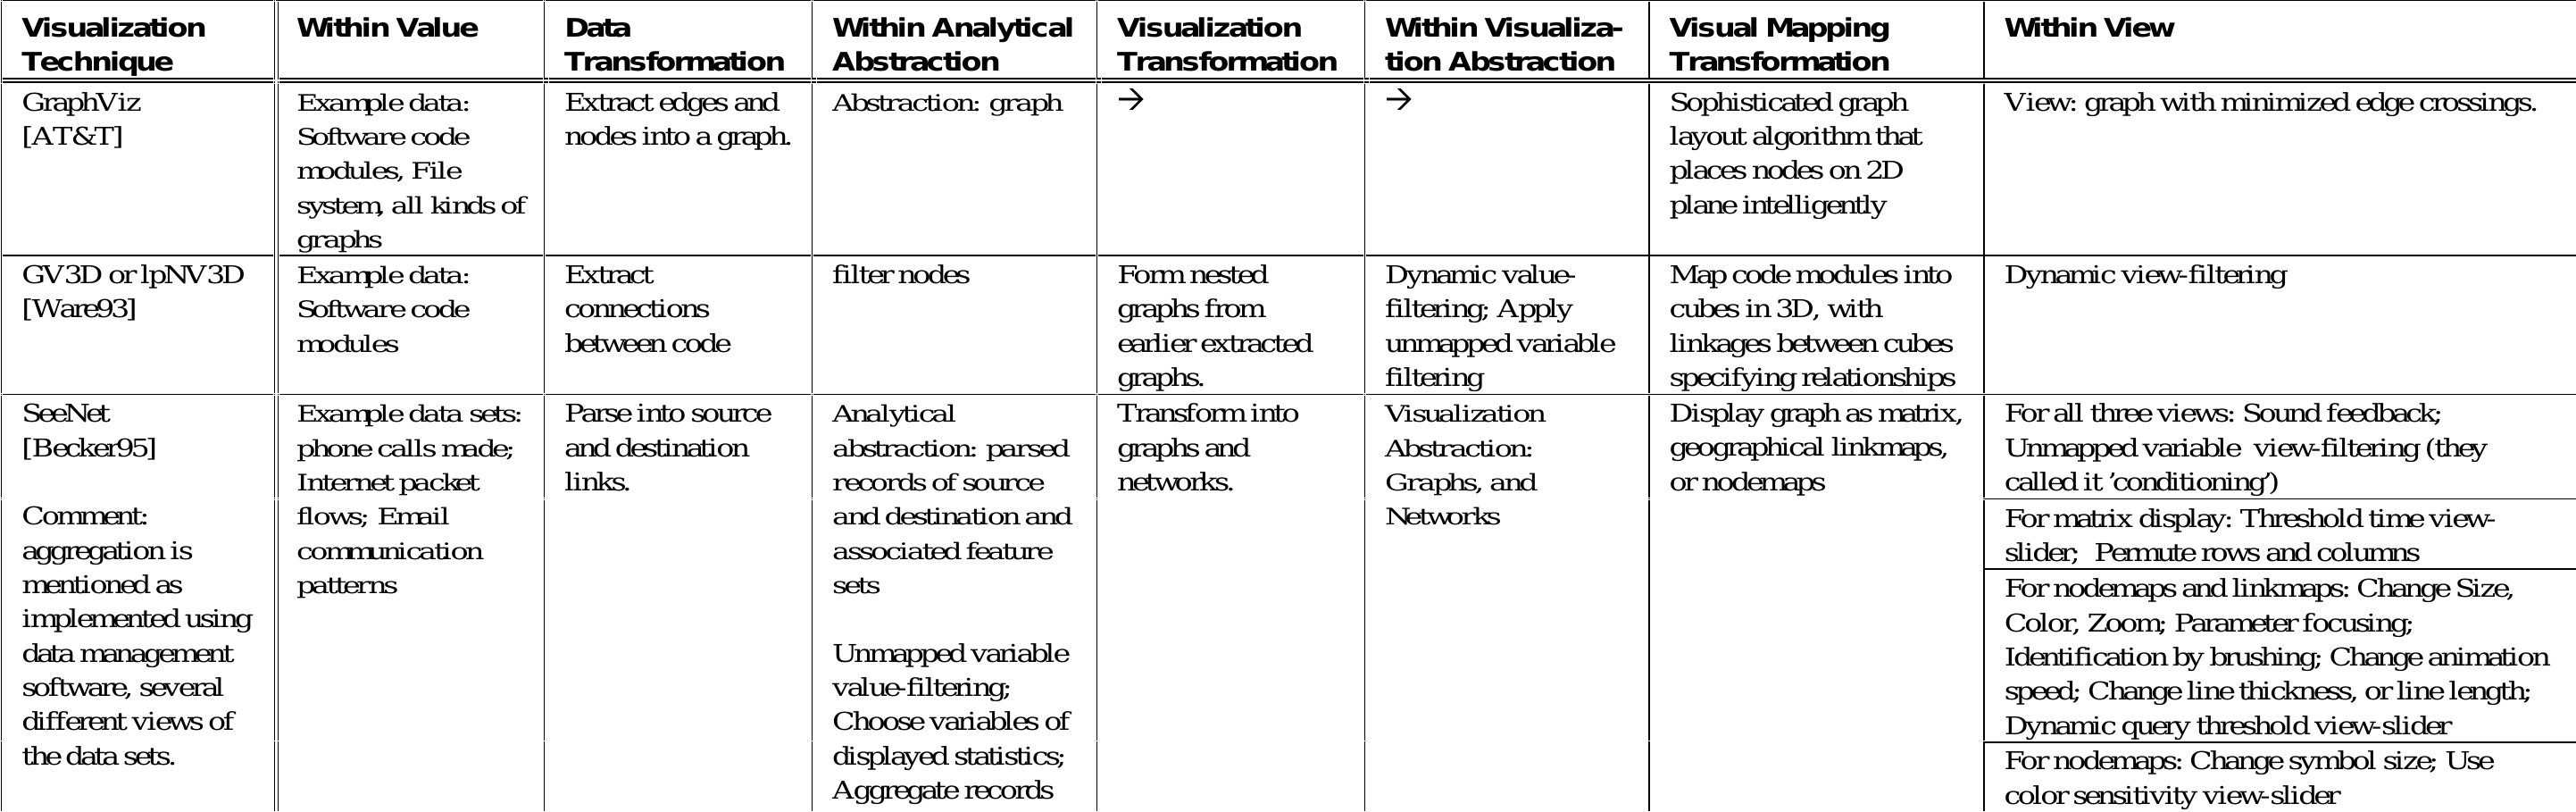 Visualization
Technique
Within Value
Data
Transformation
Within Analytical
Abstraction
Visualization
Transformation
Within Visualiza-
tion Abstraction
Visual Mapping
Transformation
Within View
GraphViz
[AT&T]
Example data:
Software code
modules, File
system, all kinds of
graphs
Extract edges and
nodes into a graph.
Abstraction: graph
→
→
Sophisticated graph
layout algorithm that
places nodes on 2D
plane intelligently
View: graph with minimized edge crossings.
GV3D or lpNV3D
[Ware93]
Example data:
Software code
modules
Extract
connections
between code
filter nodes
Form nested
graphs from
earlier extracted
graphs.
Dynamic value-
filtering; Apply
unmapped variable
filtering
Map code modules into
cubes in 3D, with
linkages between cubes
specifying relationships
Dynamic view-filtering
SeeNet
[Becker95]
Comment:
aggregation is
mentioned as
implemented using
data management
software, several
different views of
the data sets.
Example data sets:
phone calls made;
Internet packet
flows; Email
communication
patterns
Parse into source
and destination
links.
Analytical
abstraction: parsed
records of source
and destination and
associated feature
sets
Unmapped variable
value-filtering;
Choose variables of
displayed statistics;
Aggregate records
Transform into
graphs and
networks.
Visualization
Abstraction:
Graphs, and
Networks
Display graph as matrix,
geographical linkmaps,
or nodemaps
For all three views: Sound feedback;
Unmapped variable view-filtering (they
called it 'conditioning')
For matrix display: Threshold time view-
slider; Permute rows and columns
For nodemaps and linkmaps: Change Size,
Color, Zoom; Parameter focusing;
Identification by brushing; Change animation
speed; Change line thickness, or line length;
Dynamic query threshold view-slider
For nodemaps: Change symbol size; Use
color sensitivity view-slider